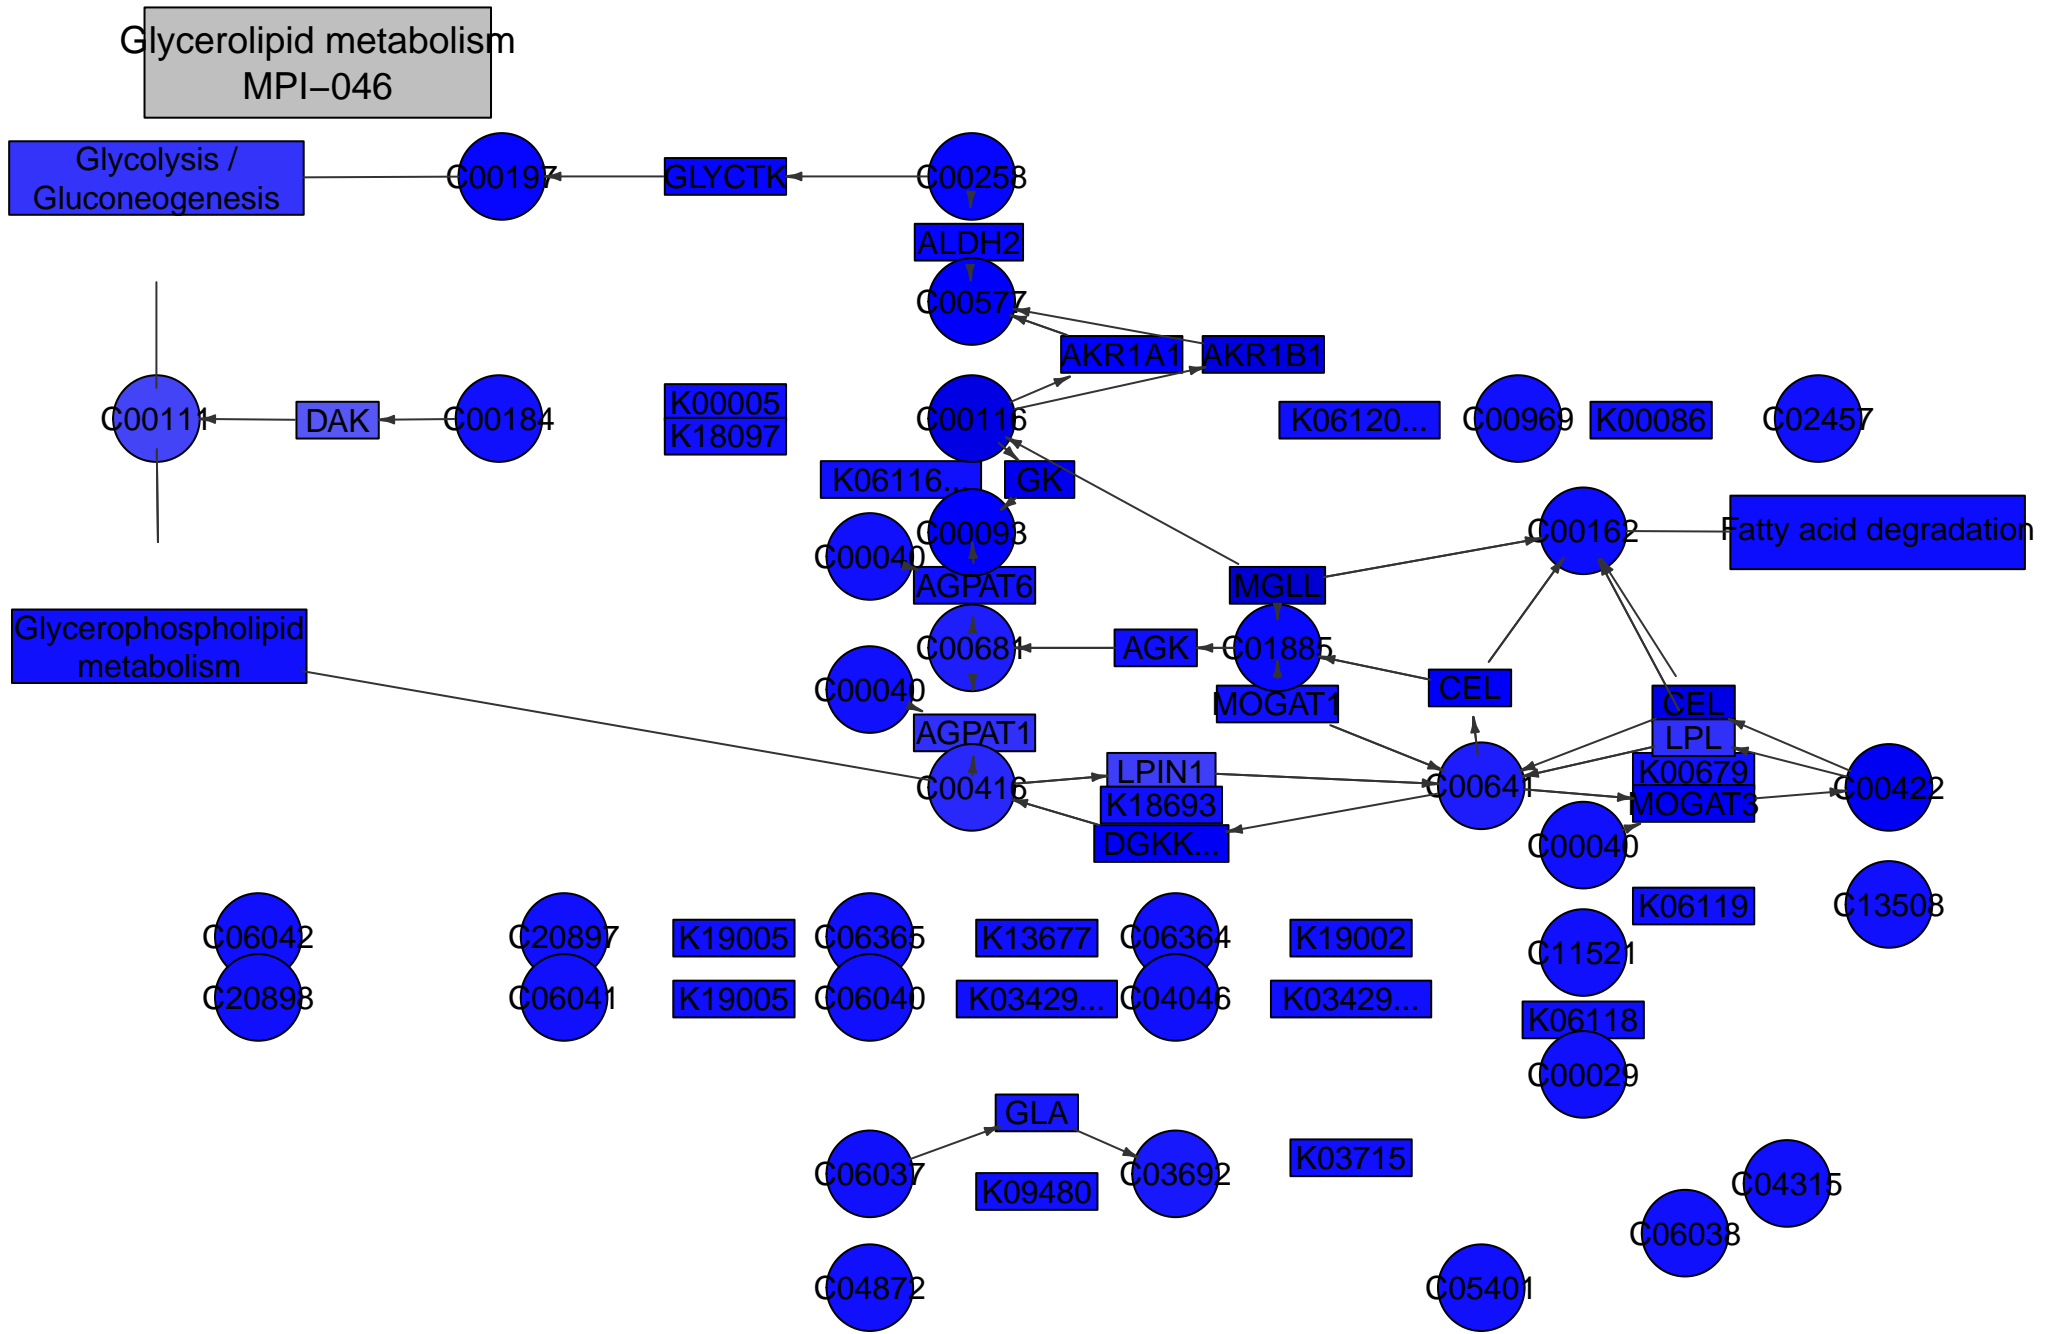 Glycerolipid metabolism
MPI−046
Glycolysis /
Gluconeogenesis
C00197
GLYCTK
C00258
ALDH2
C00577
AKR1A1
AKR1B1
C00111
DAK
C00184
K00005
K18097
C00116
K06120...
C00969
K00086
C02457
K06116...
GK
C00093
C00040
C00162
Fatty acid degradation
AGPAT6
MGLL
Glycerophospholipid
metabolism
C00681
AGK
C01885
C00040
MOGAT1
CEL
CEL
AGPAT1
LPL
LPIN1
K00679
C00416
C00641
C00422
K18693
MOGAT3
DGKK...
C00040
K06119
C13508
C06042
C20897
K19005
C06365
K13677
C06364
K19002
C11521
C20898
C06041
K19005
C06040
K03429...
C04046
K03429...
K06118
C00029
GLA
C06037
C03692
K03715
K09480
C04315
C06038
C04872
C05401